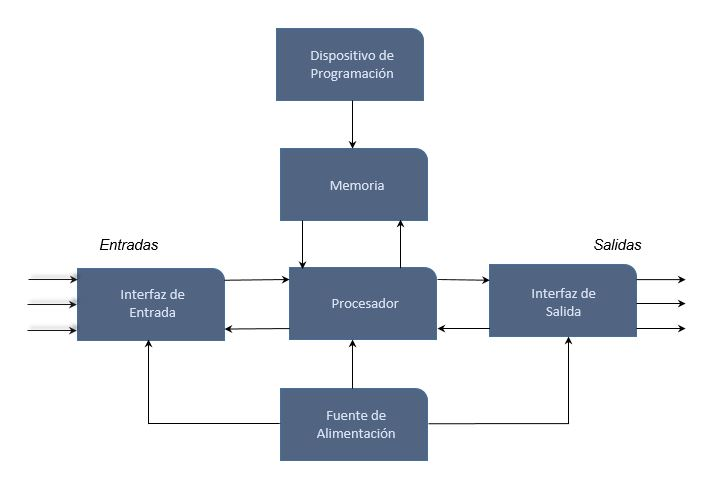 Dispositivo de
Programación
Memoria
Entradas
Salidas
Interfaz de
Entrada
Procesador
Interfaz de
Salida
Fuente de
Alimentación